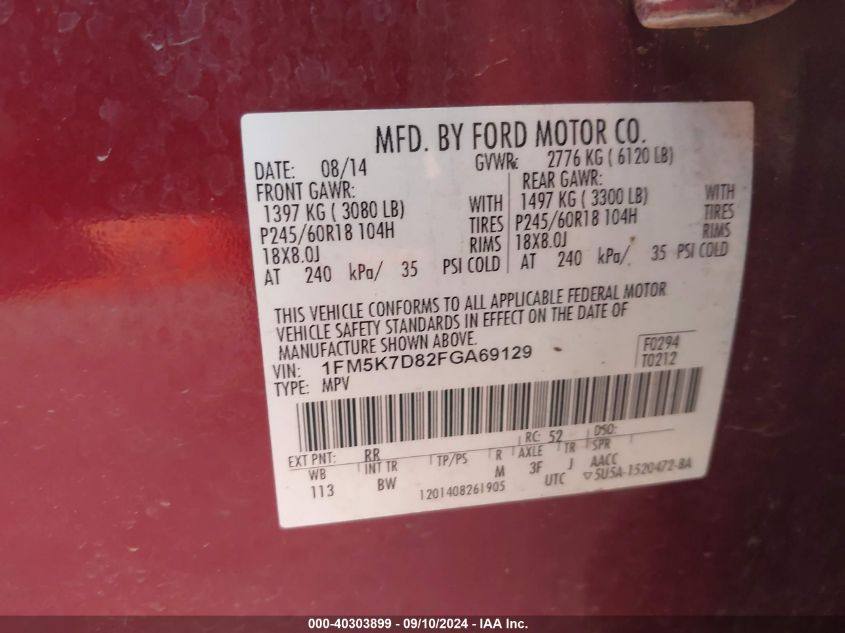 MFD. BY FORD MOTOR CO.
DATE: 08/14 GVWR: 2776 KG ( 6120 LB)
FRONT GAWR: REAR GAWR:
1397 KG ( 3080 LB) WITH 1497 KG ( 3300 LB) WITH
P245/60R18 104H TIRES P245/60R18 104H TIRES
18X8.0J RIMS 18X8.0J RIMS
AT 240 kPa/ 35 PSI COLD AT 240 kPa/ 35 PSI COLD
THIS VEHICLE CONFORMS TO ALL APPLICABLE FEDERAL MOTOR
VEHICLE SAFETY STANDARDS IN EFFECT ON THE DATE OF
MANUFACTURE SHOWN ABOVE.
F0294
VIN: 1FM5K7D82FGA69129
T0212
TYPE: MPV
EXT PNT: RR RC: 52 DSO:
WB INT TR TP/PS R AXLE TR SPR
113 BW M 3F J AACC
1201408261905 UTC ▽5U5A-1520472-BA
000-40303899 - 09/10/2024 - IAA Inc.